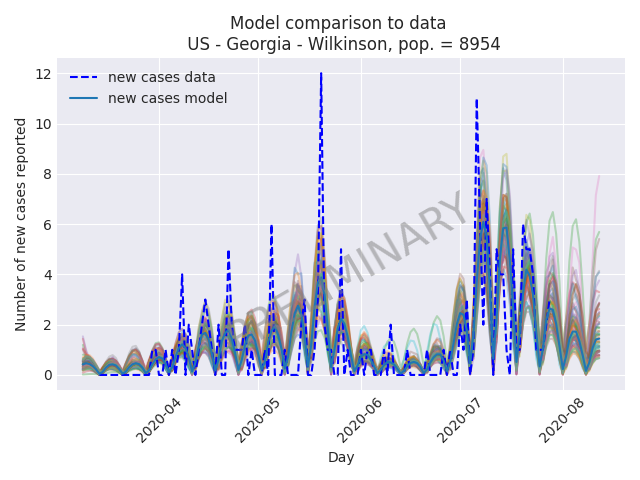 Model comparison to data
US - Georgia - Wilkinson, pop. = 8954
new cases data
new cases model
PRELIMINARY
Number of new cases reported
12
10
8
6
4
2
0
2020-04
2020-05
2020-06
2020-07
2020-08
Day